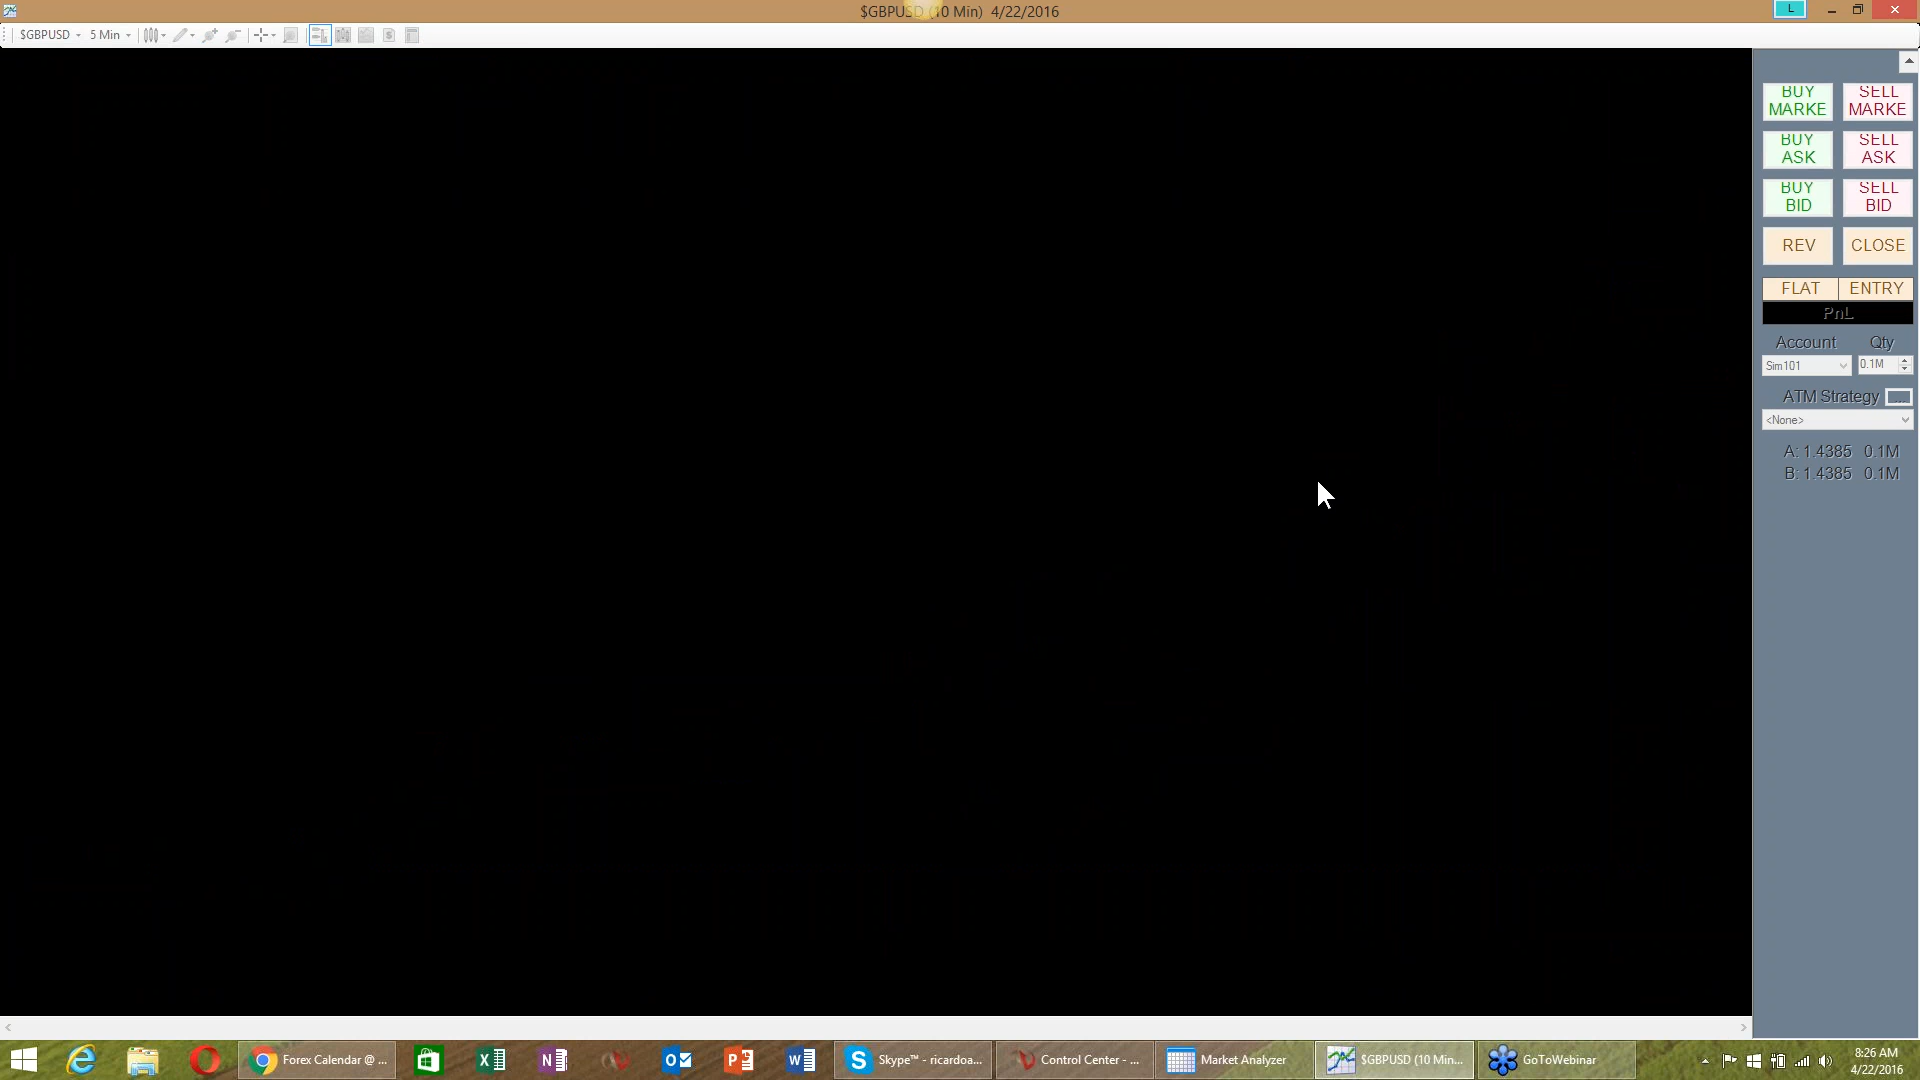 $GBPUSD (10 Min) 4/22/2016
L
$GBPUSD 5 Min
BUY MARKE
SELL MARKE
BUY ASK
SELL ASK
BUY BID
SELL BID
REV
CLOSE
FLAT
ENTRY
PnL
Account Qty
Sim101 0.1M
ATM Strategy ...
<None>
A: 1.4385 0.1M
B: 1.4385 0.1M
Forex Calendar @ ...
Skype™ - ricardoa...
Control Center - ...
Market Analyzer
$GBPUSD (10 Min...
GoToWebinar
8:26 AM
4/22/2016